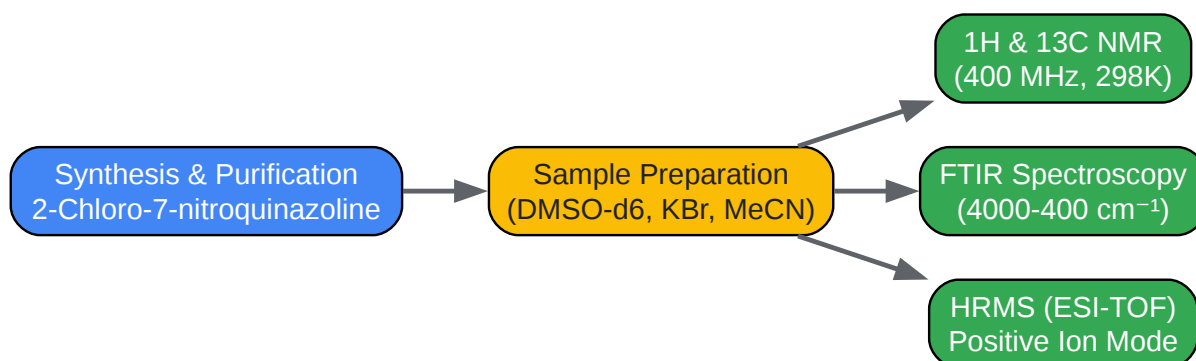 Synthesis & Purification
2-Chloro-7-nitroquinazoline
Sample Preparation
(DMSO-d6, KBr, MeCN)
1H & 13C NMR
(400 MHz, 298K)
FTIR Spectroscopy
(4000-400 cm⁻¹)
HRMS (ESI-TOF)
Positive Ion Mode